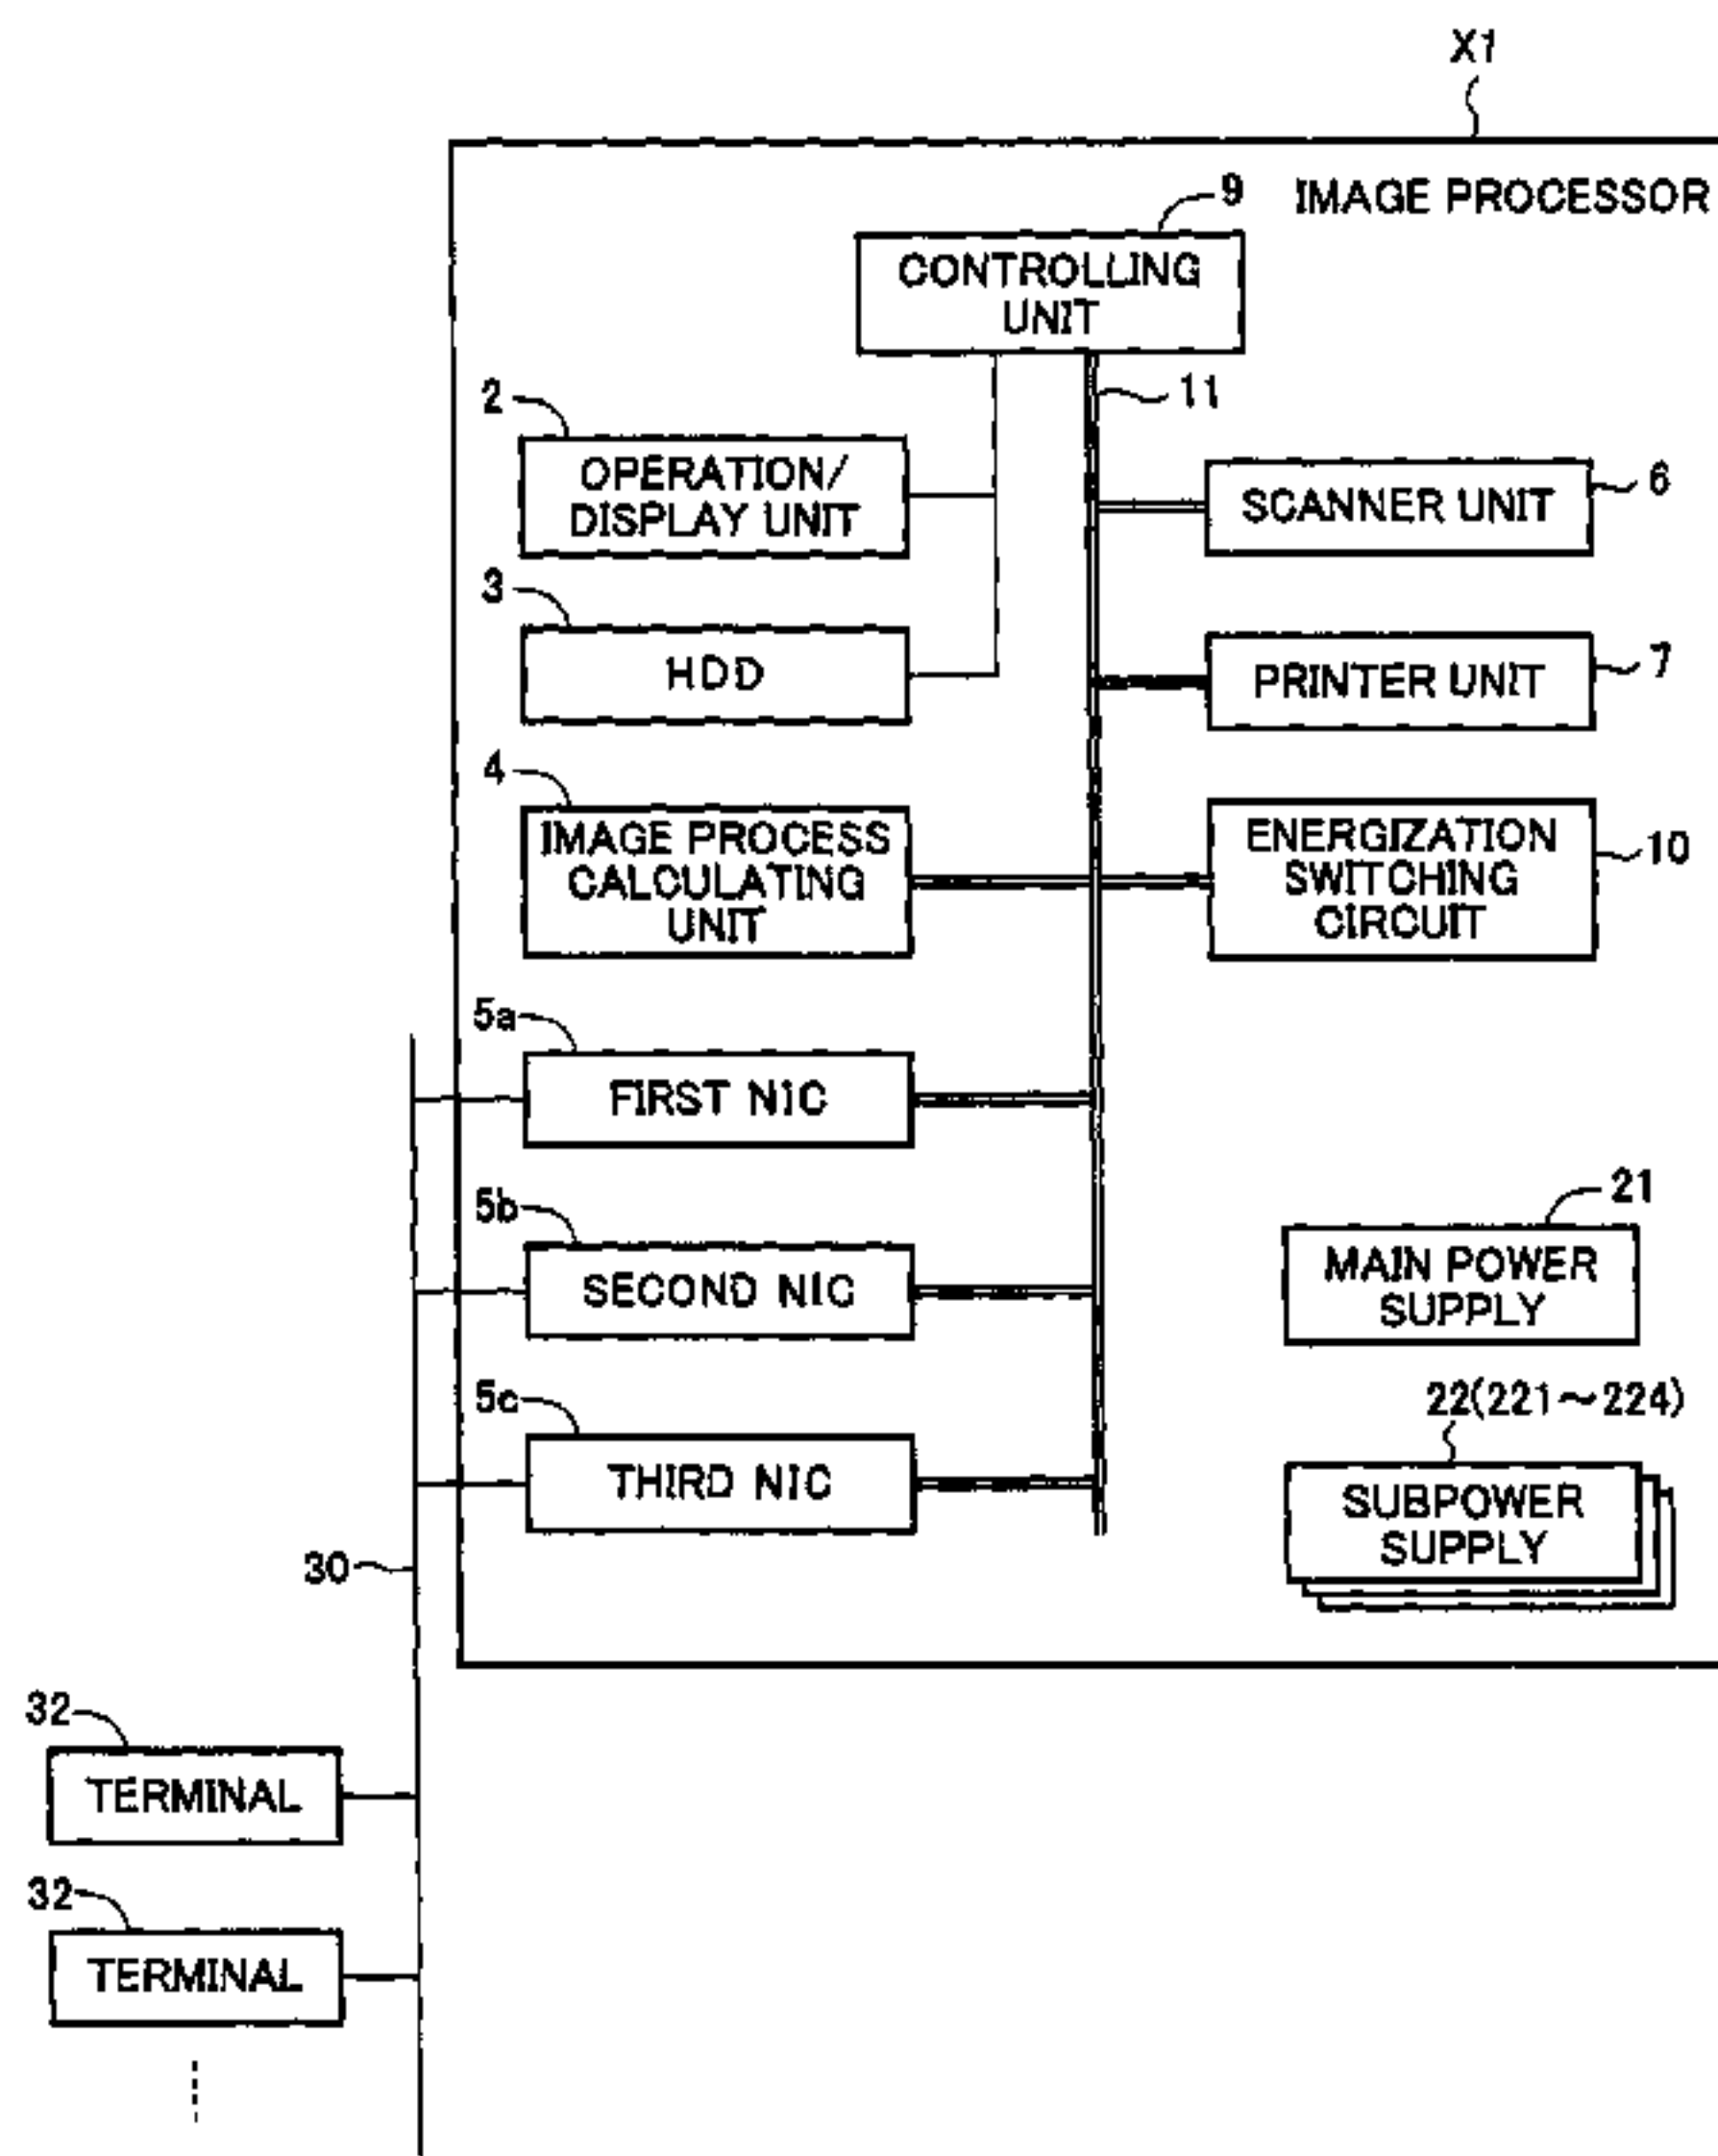 X1
IMAGE PROCESSOR
9
CONTROLLING
UNIT
11
2
OPERATION/
DISPLAY UNIT
SCANNER UNIT
6
3
HDD
PRINTER UNIT
7
4
IMAGE PROCESS
CALCULATING
UNIT
ENERGIZATION
SWITCHING
CIRCUIT
10
5a
FIRST NIC
5b
SECOND NIC
21
MAIN POWER
SUPPLY
5c
THIRD NIC
22(221~224)
SUBPOWER
SUPPLY
30
32
TERMINAL
32
TERMINAL